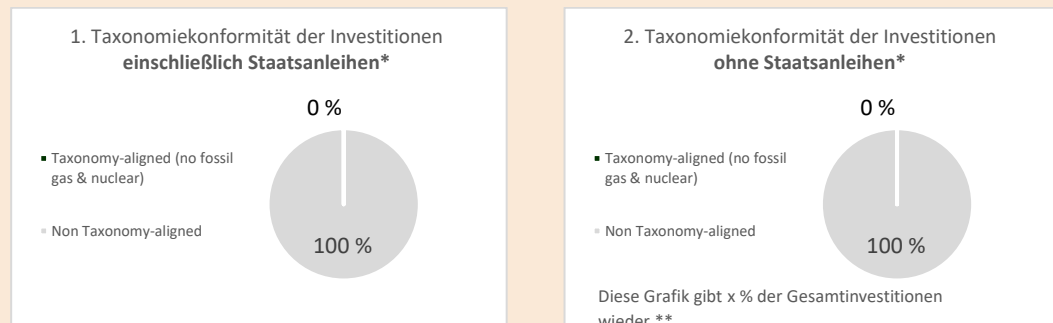 1. Taxonomiekonformität der Investitionen
einschließlich Staatsanleihen*
0 %
Taxonomy-aligned (no fossil
gas & nuclear)
Non Taxonomy-aligned
100 %
2. Taxonomiekonformität der Investitionen
ohne Staatsanleihen*
0 %
Taxonomy-aligned (no fossil
gas & nuclear)
Non Taxonomy-aligned
100 %
Diese Grafik gibt x % der Gesamtinvestitionen
wieder.**